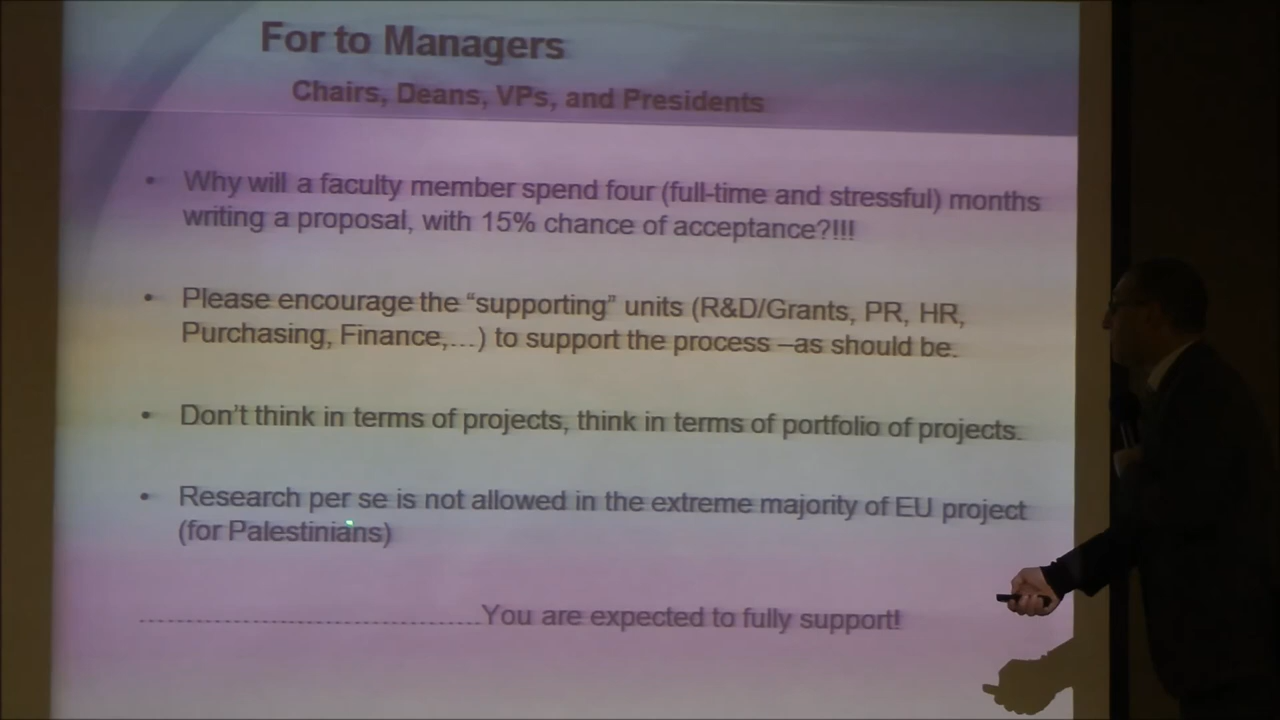 For to Managers
Chairs, Deans, VPs, and Presidents
• Why will a faculty member spend four (full-time and stressful) months
writing a proposal, with 15% chance of acceptance?!!!
• Please encourage the “supporting” units (R&D/Grants, PR, HR,
Purchasing, Finance,…) to support the process –as should be.
• Don’t think in terms of projects, think in terms of portfolio of projects.
• Research per se is not allowed in the extreme majority of EU project
(for Palestinians)
.....................................You are expected to fully support!